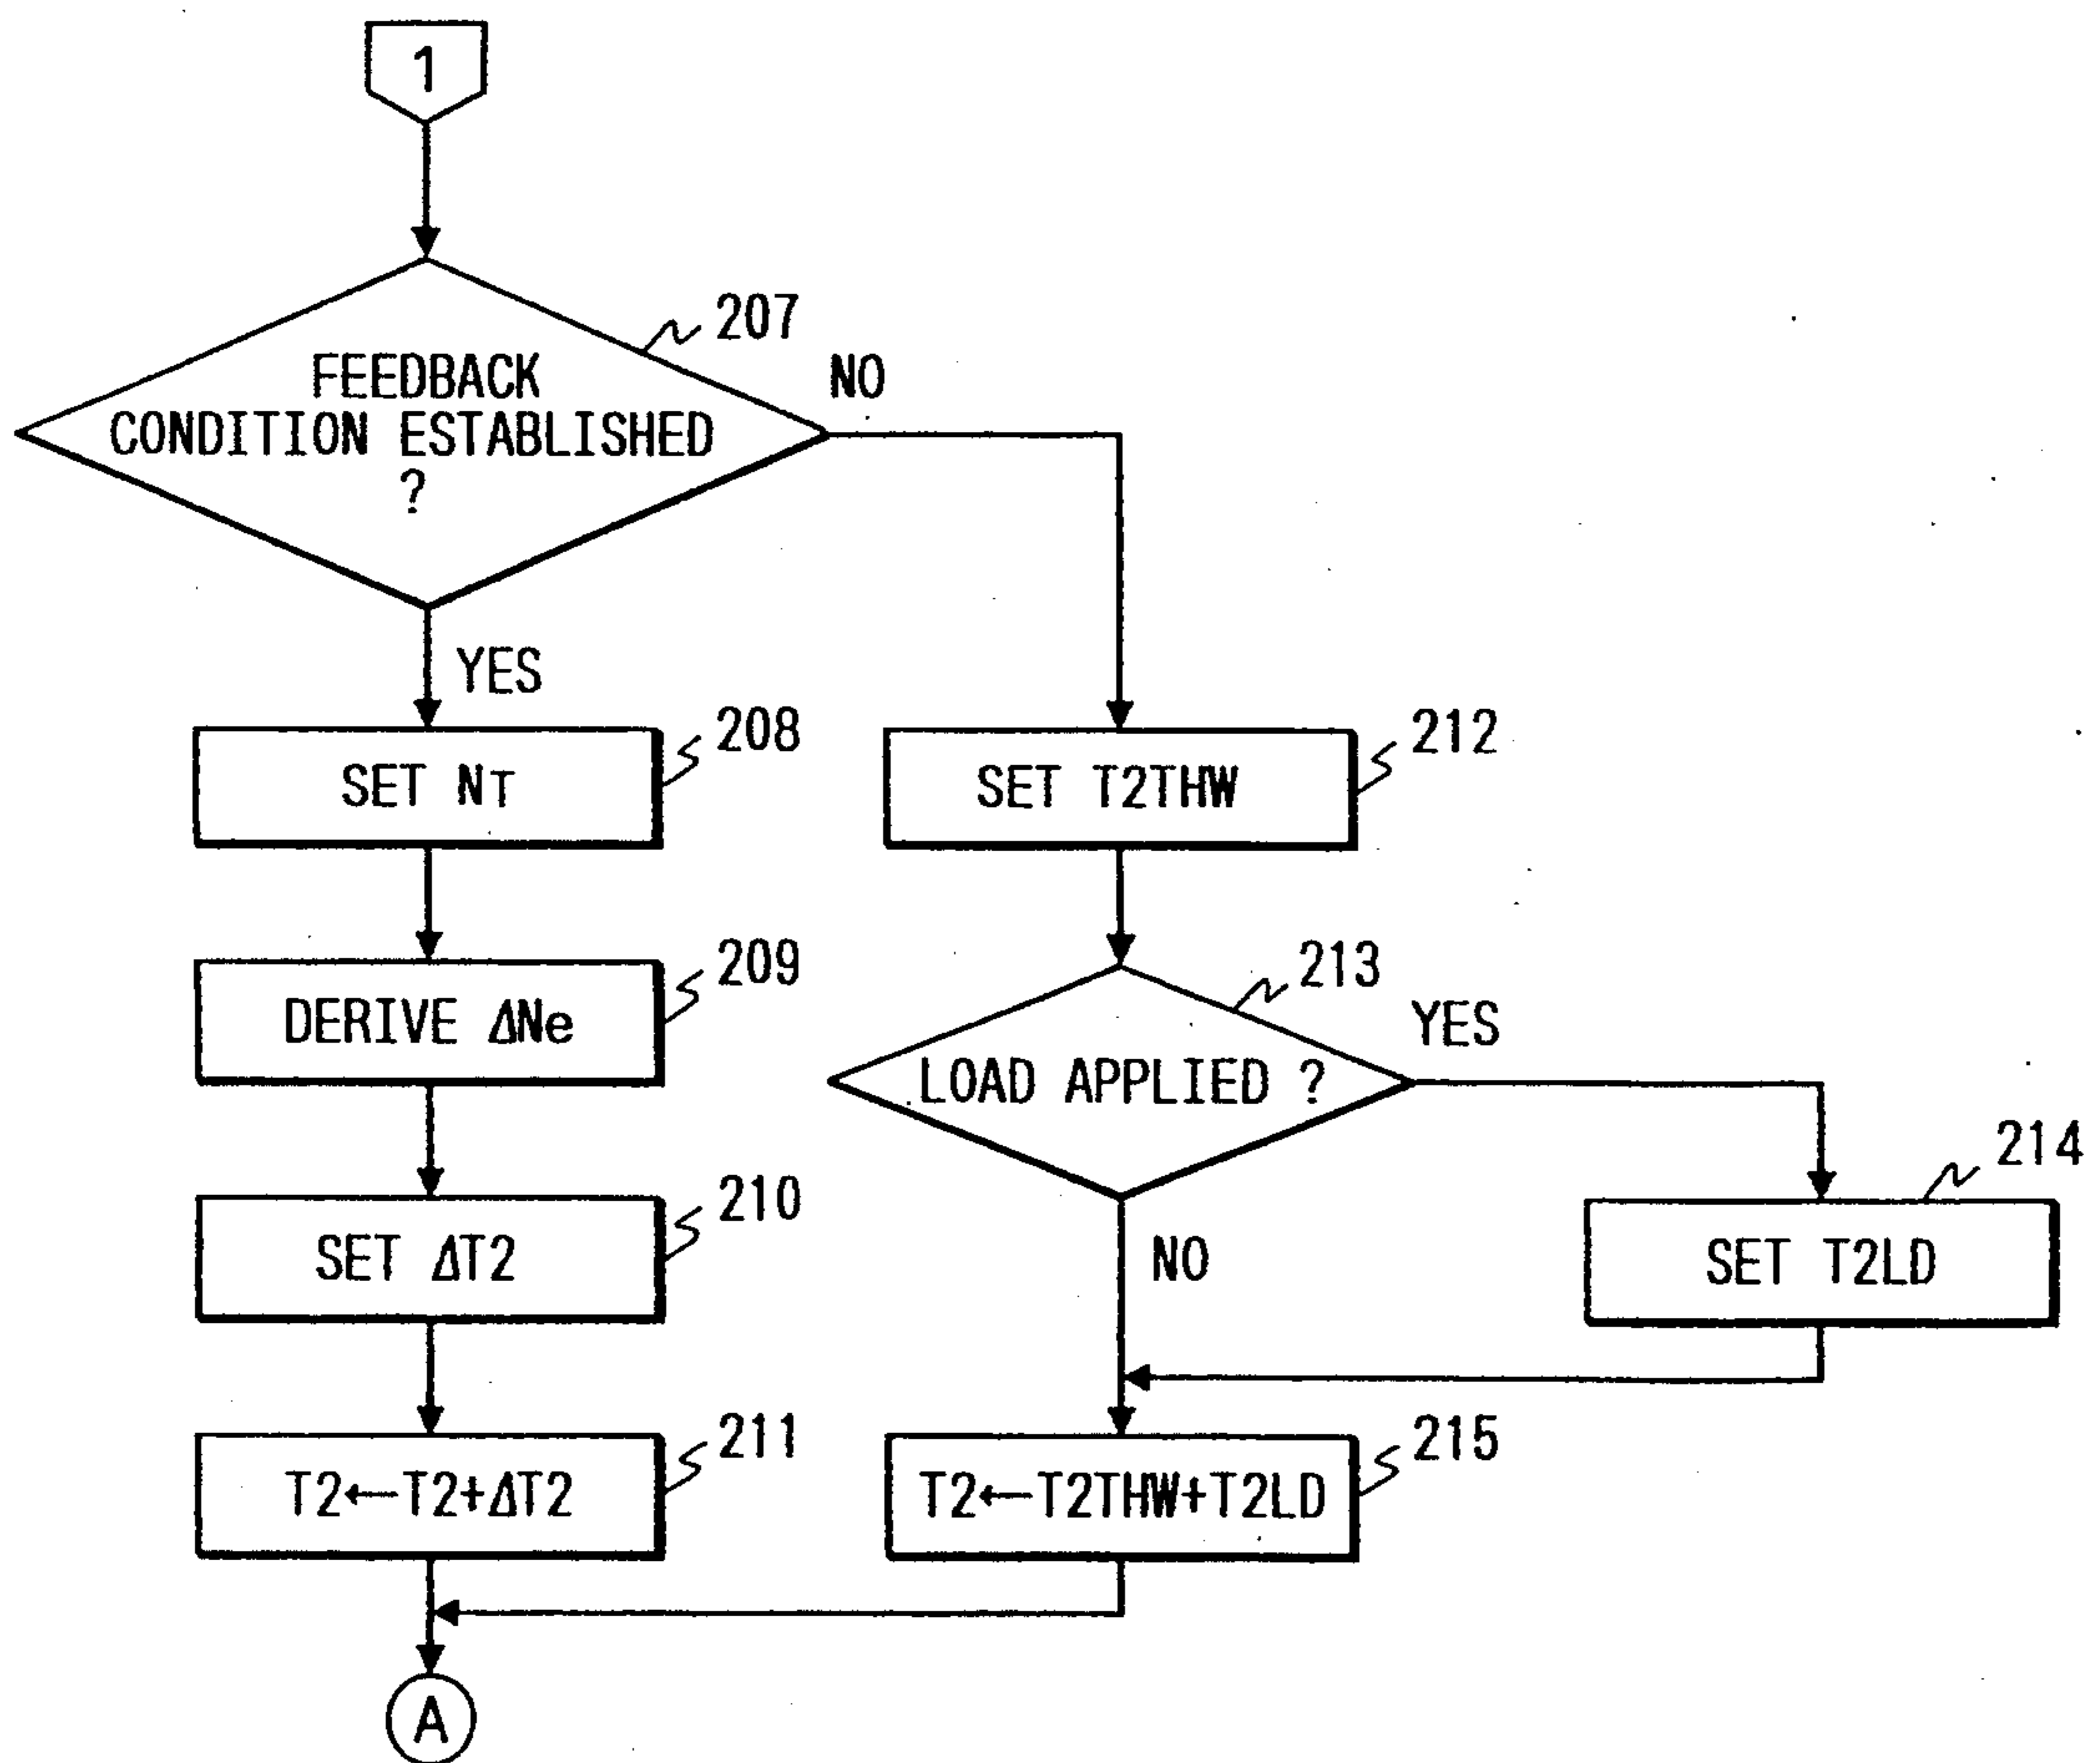 1
207
FEEDBACK
CONDITION ESTABLISHED
?
NO
YES
208
SET NT
212
SET T2THW
209
DERIVE ΔNe
213
LOAD APPLIED ?
YES
214
SET T2LD
210
SET ΔT2
NO
211
T2←T2+ΔT2
215
T2←T2THW+T2LD
A